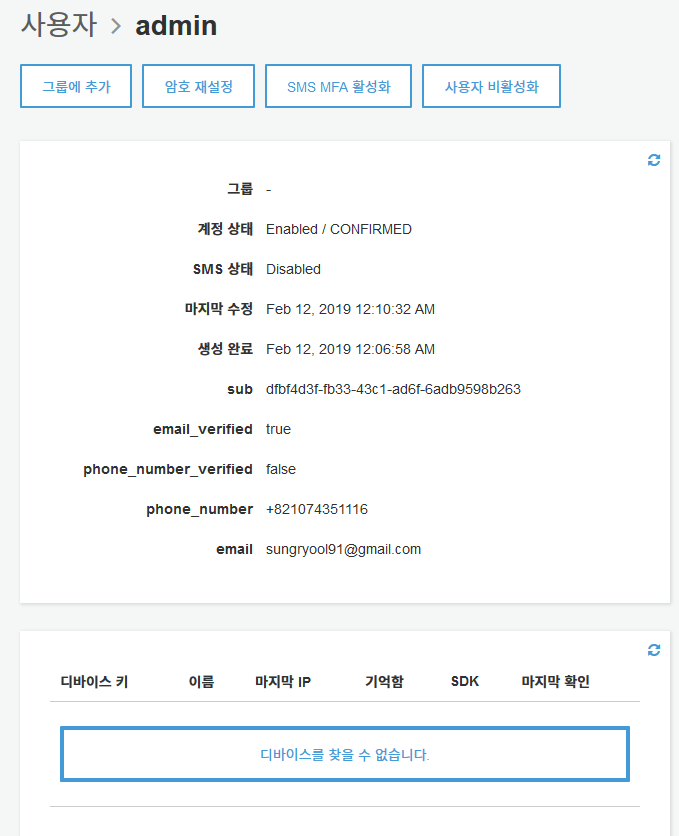 사용자 > admin
그룹에 추가 암호 재설정 SMS MFA 활성화 사용자 비활성화
그룹 -
계정 상태 Enabled / CONFIRMED
SMS 상태 Disabled
마지막 수정 Feb 12, 2019 12:10:32 AM
생성 완료 Feb 12, 2019 12:06:58 AM
sub dfbf4d3f-fb33-43c1-ad6f-6adb9598b263
email_verified true
phone_number_verified false
phone_number +821074351116
email sungryool91@gmail.com
디바이스 키 이름 마지막 IP 기억함 SDK 마지막 확인
디바이스를 찾을 수 없습니다.